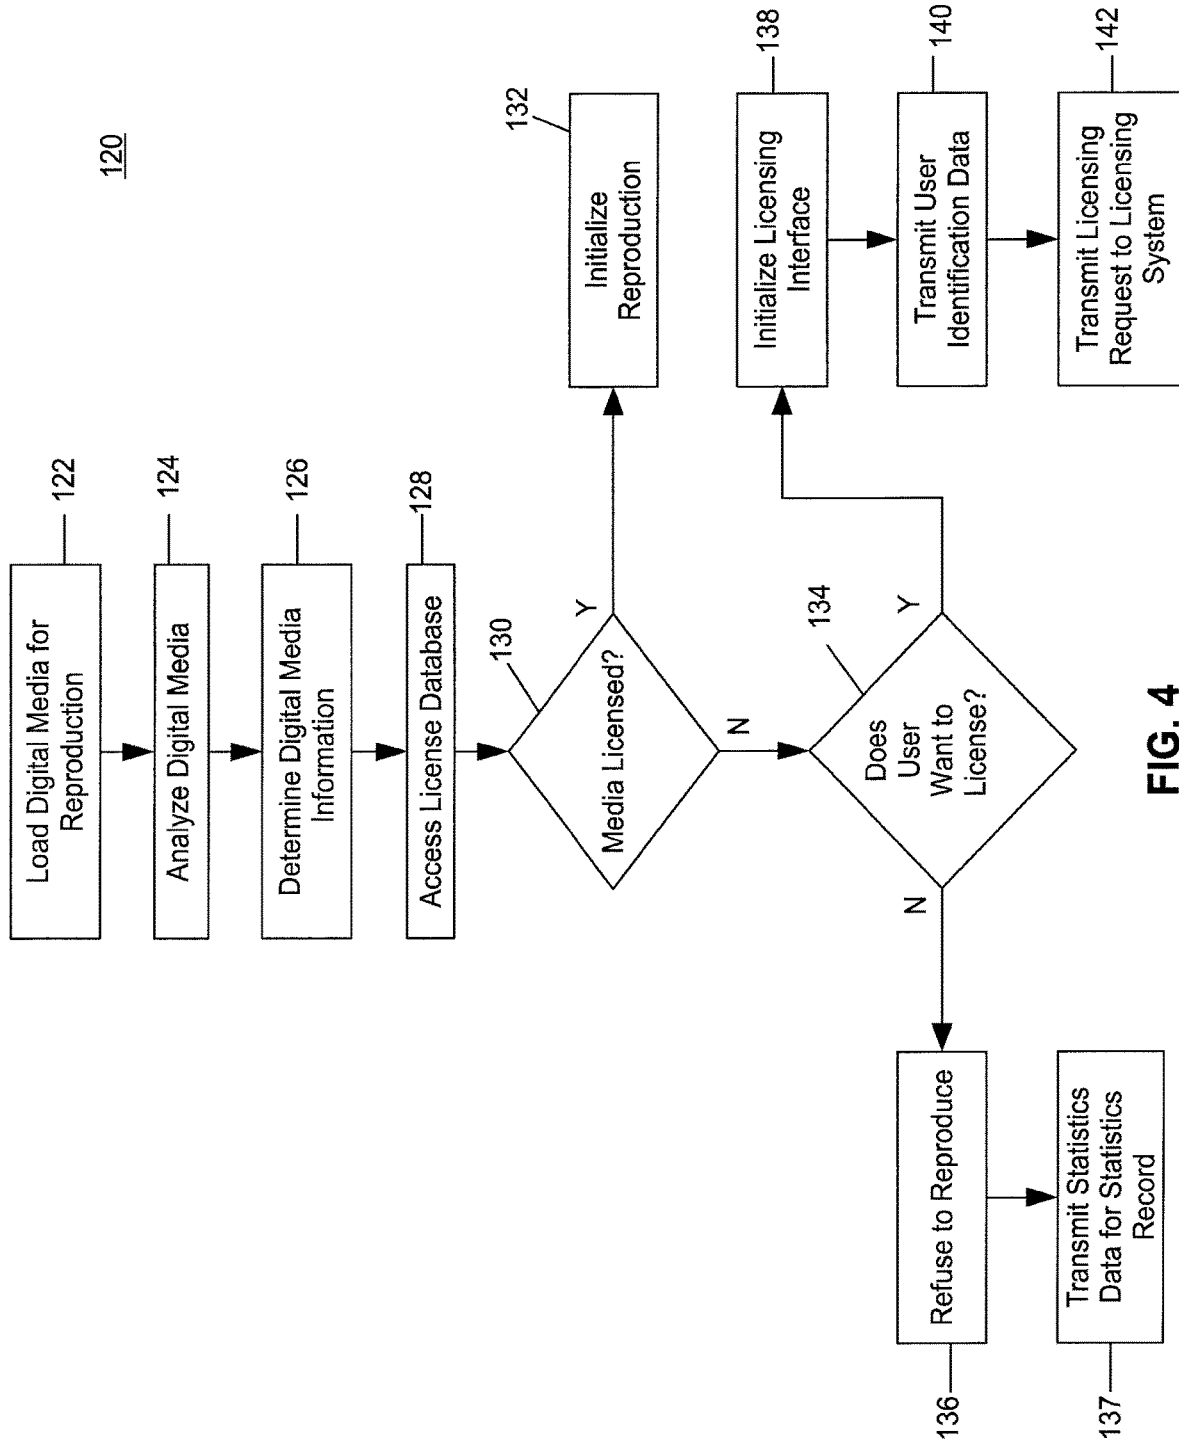 120
Load Digital Media for
Reproduction
122
Analyze Digital Media
124
Determine Digital Media
Information
126
Access License Database
128
Media Licensed?
130
Y
N
Initialize
Reproduction
132
Does
User
Want to
License?
134
Y
N
Initialize Licensing
Interface
138
Transmit User
Identification Data
140
Transmit Licensing
Request to Licensing
System
142
Refuse to Reproduce
136
Transmit Statistics
Data for Statistics
Record
137
FIG. 4